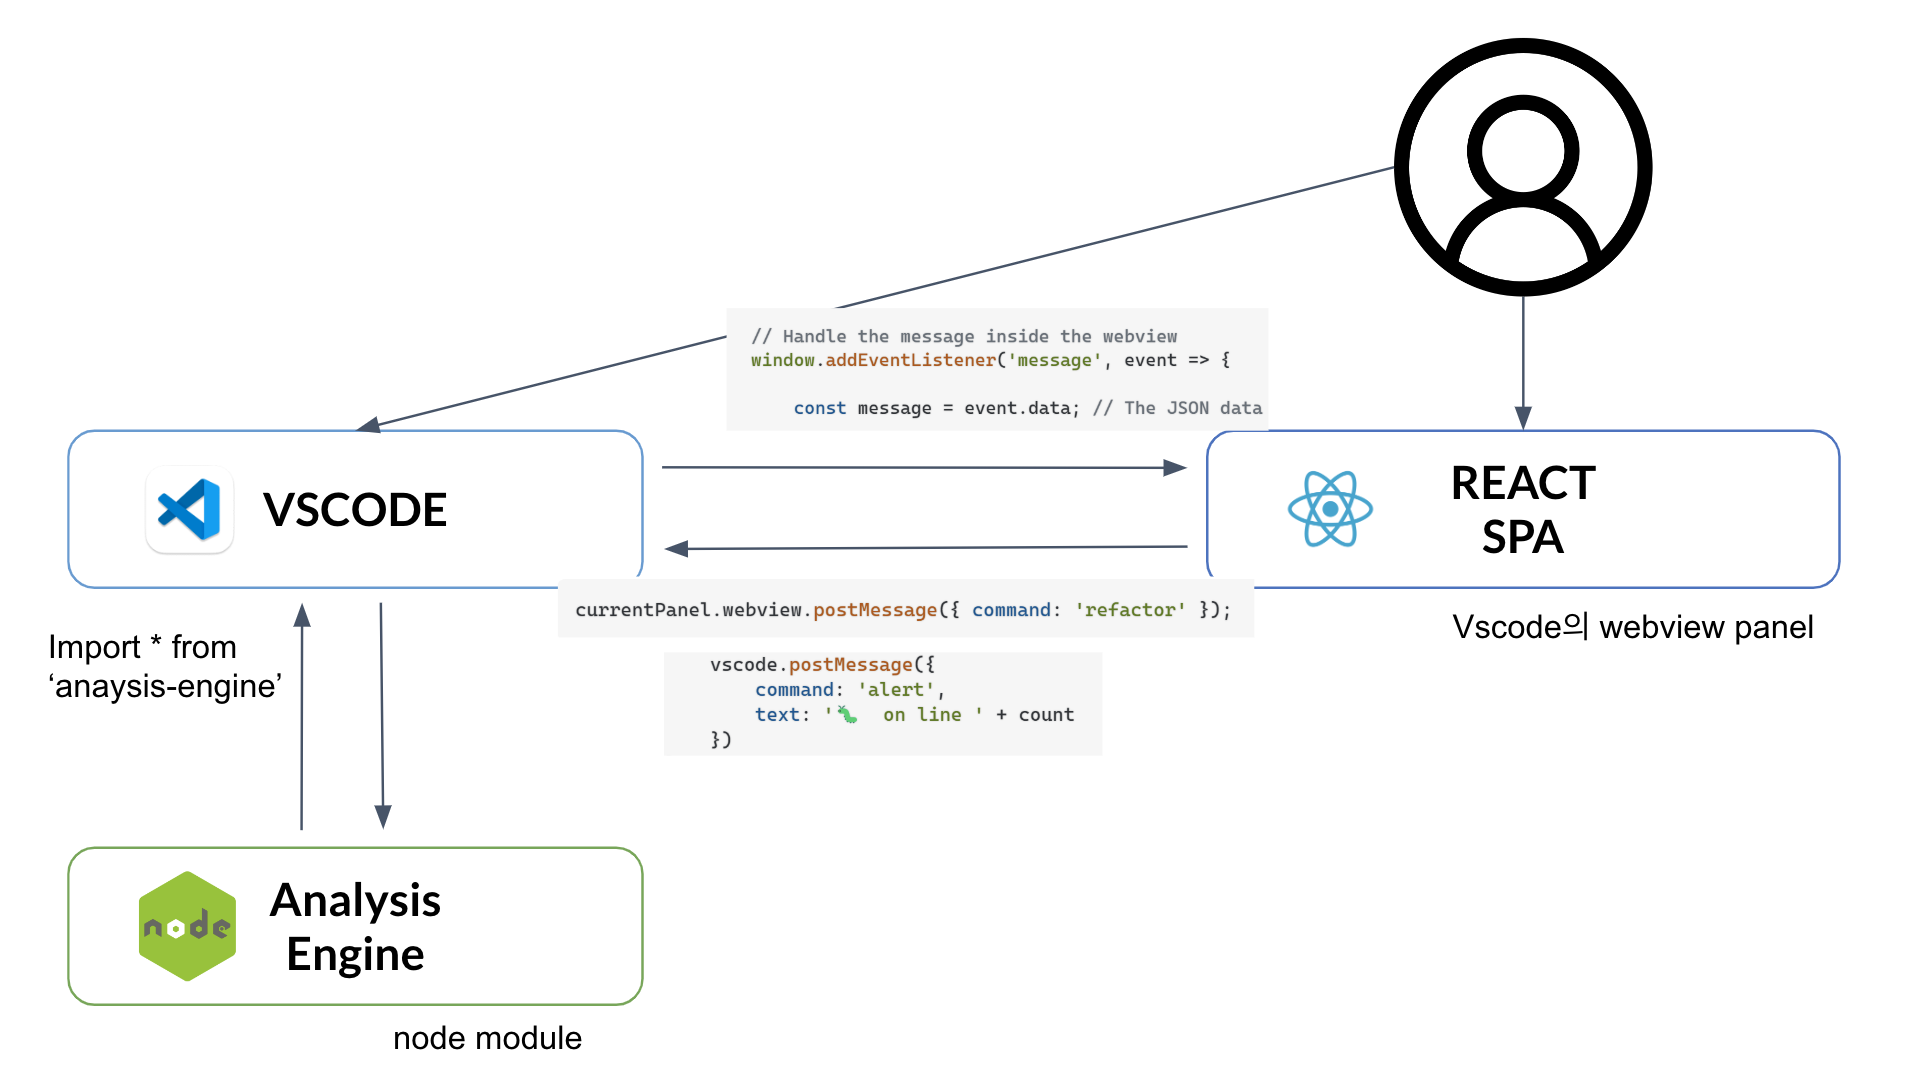 // Handle the message inside the webview
window.addEventListener('message', event => {
const message = event.data; // The JSON data
VSCODE
REACT
SPA
currentPanel.webview.postMessage({ command: 'refactor' });
Vscode의 webview panel
Import * from
‘anaysis-engine’
vscode.postMessage({
command: 'alert',
text: '🐛 on line ' + count
})
node
Analysis
Engine
node module